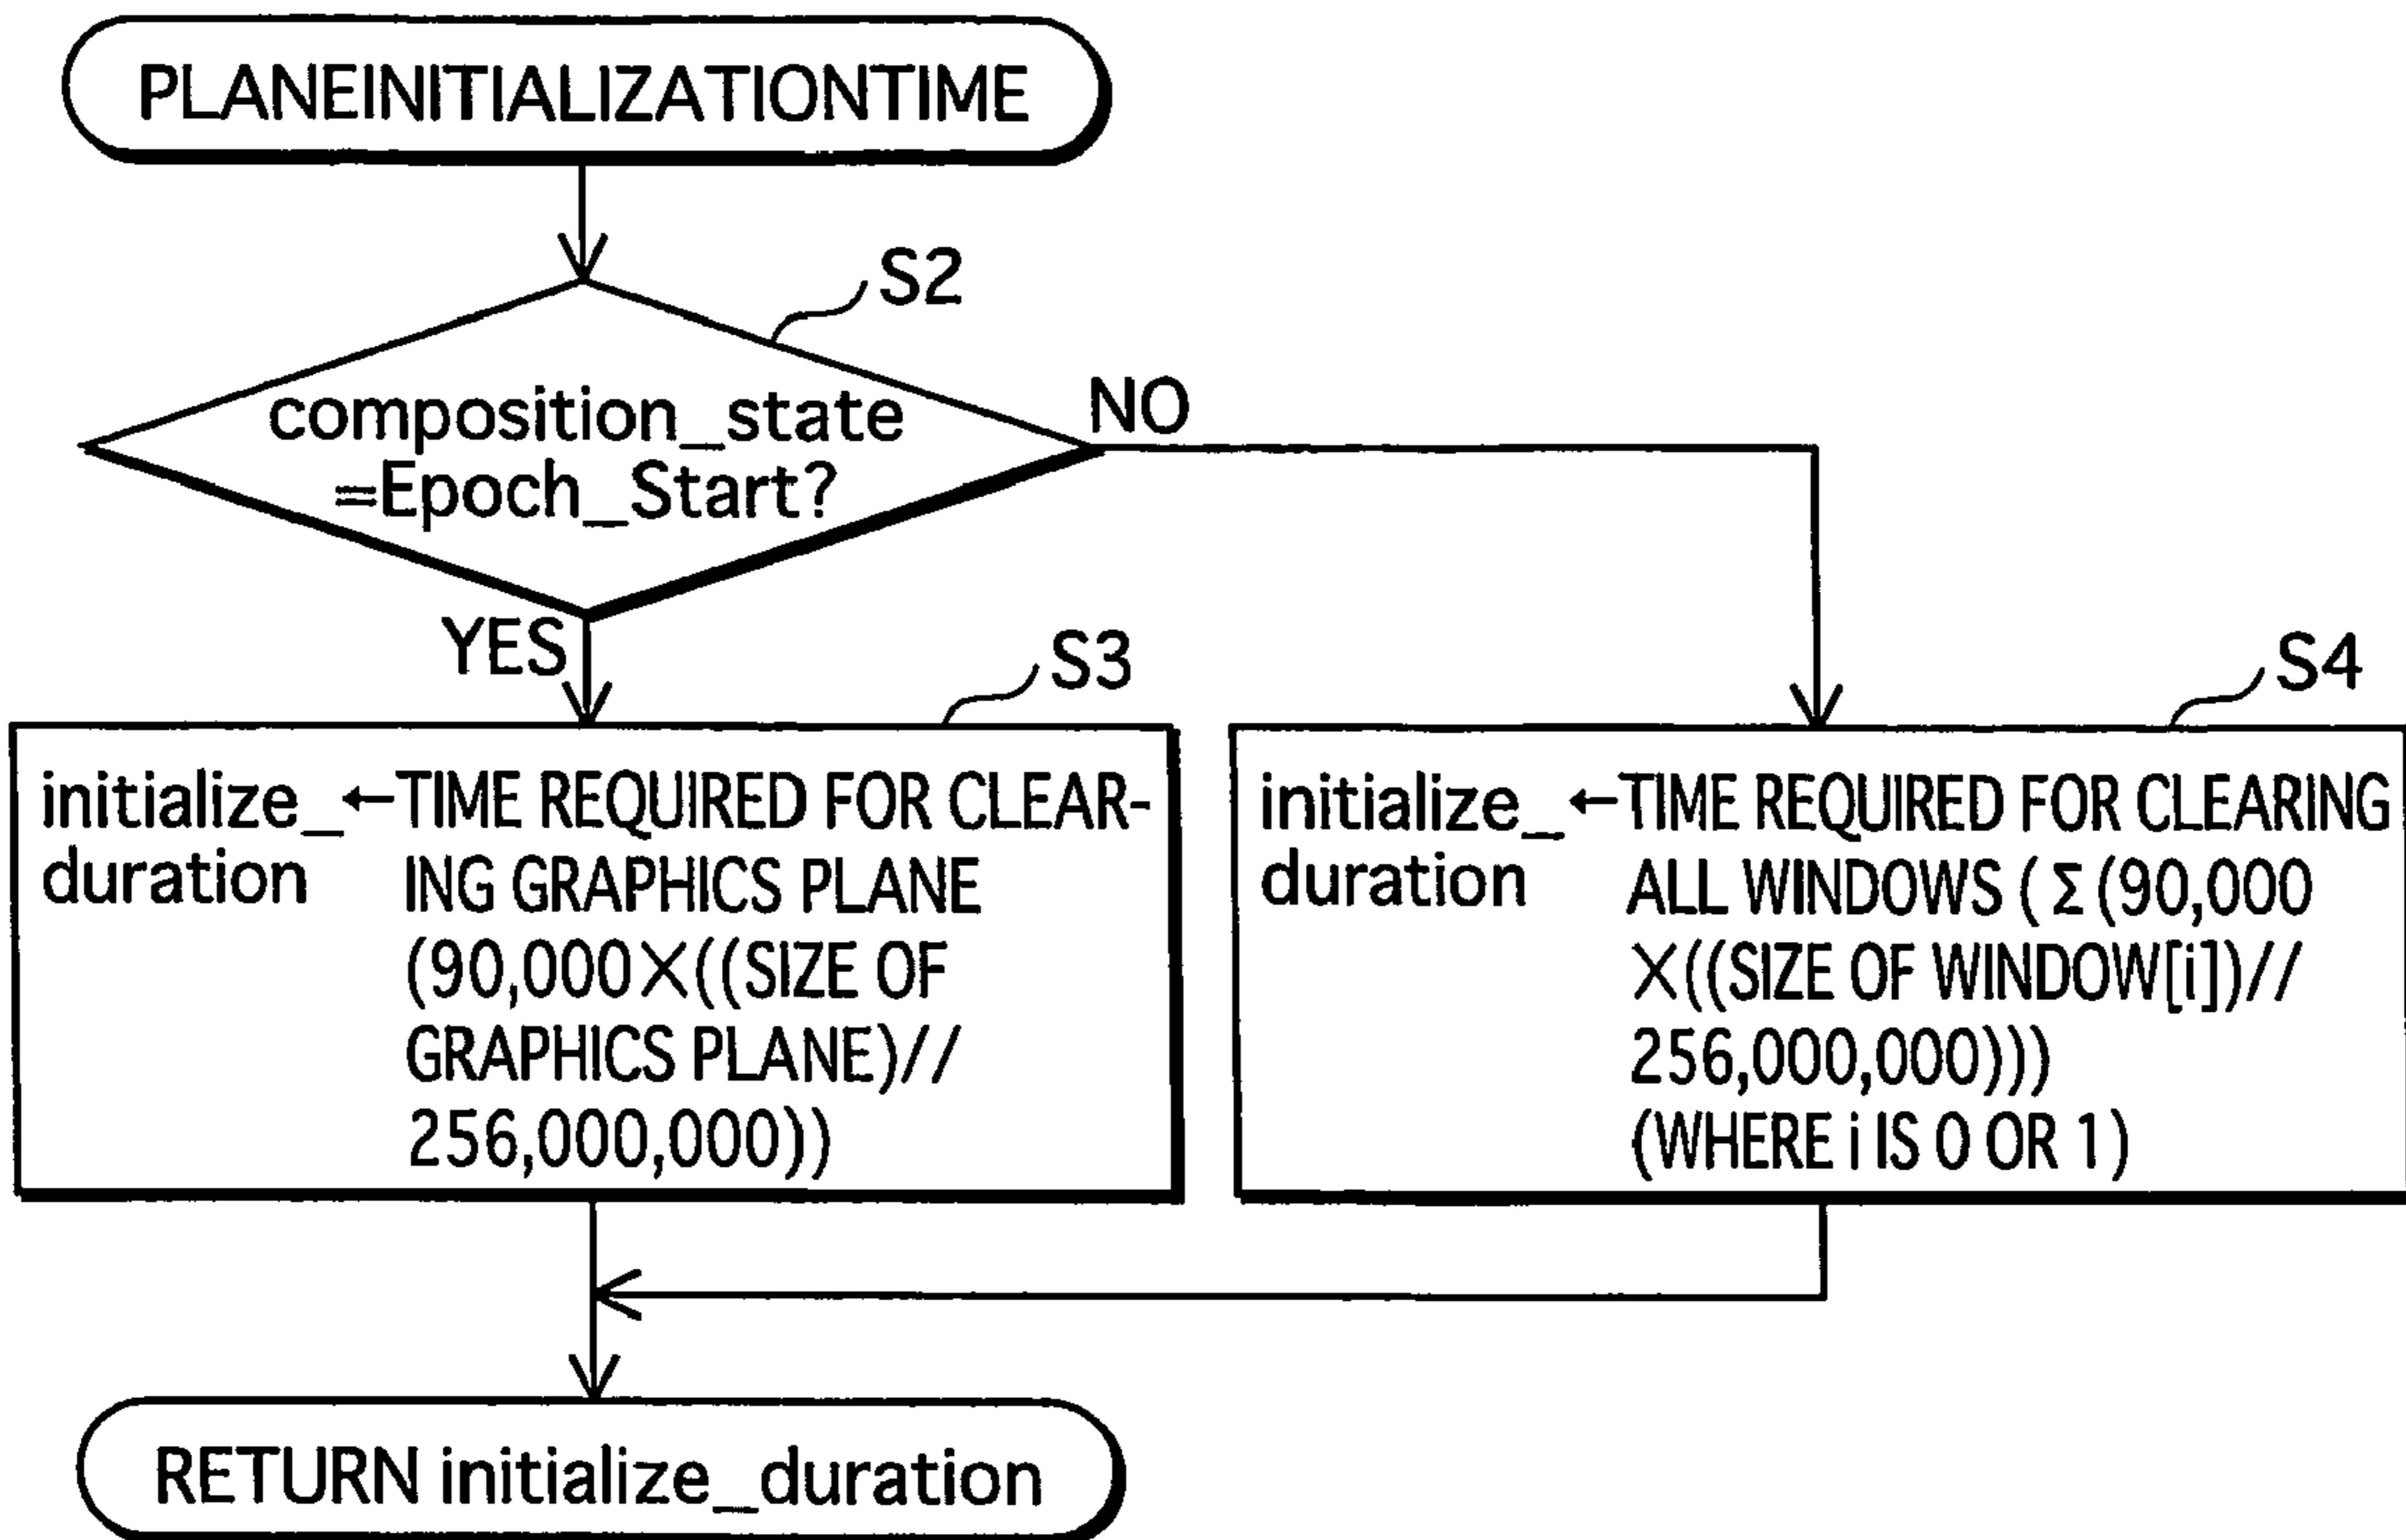 PLANEINITIALIZATIONTIME
S2
composition_state
=Epoch_Start?
NO
YES
S3
initialize_←TIME REQUIRED FOR CLEAR-
duration ING GRAPHICS PLANE
(90,000×((SIZE OF
GRAPHICS PLANE)//
256,000,000))
S4
initialize_←TIME REQUIRED FOR CLEARING
duration ALL WINDOWS (Σ(90,000
×((SIZE OF WINDOW[i])//
256,000,000)))
(WHERE i IS 0 OR 1)
RETURN initialize_duration